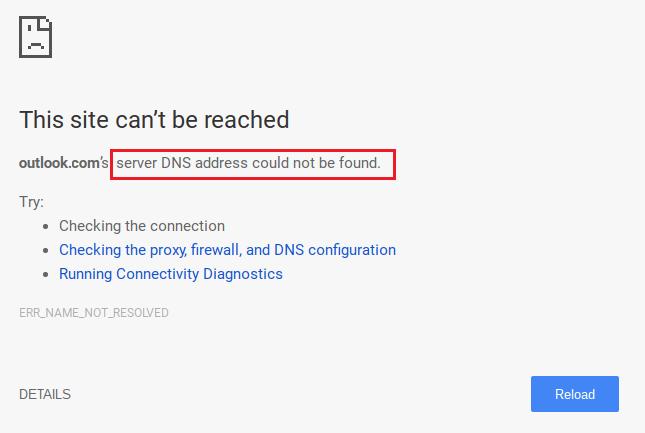 This site can’t be reached
outlook.com’s server DNS address could not be found.
Try:
• Checking the connection
• Checking the proxy, firewall, and DNS configuration
• Running Connectivity Diagnostics
ERR_NAME_NOT_RESOLVED
DETAILS
Reload